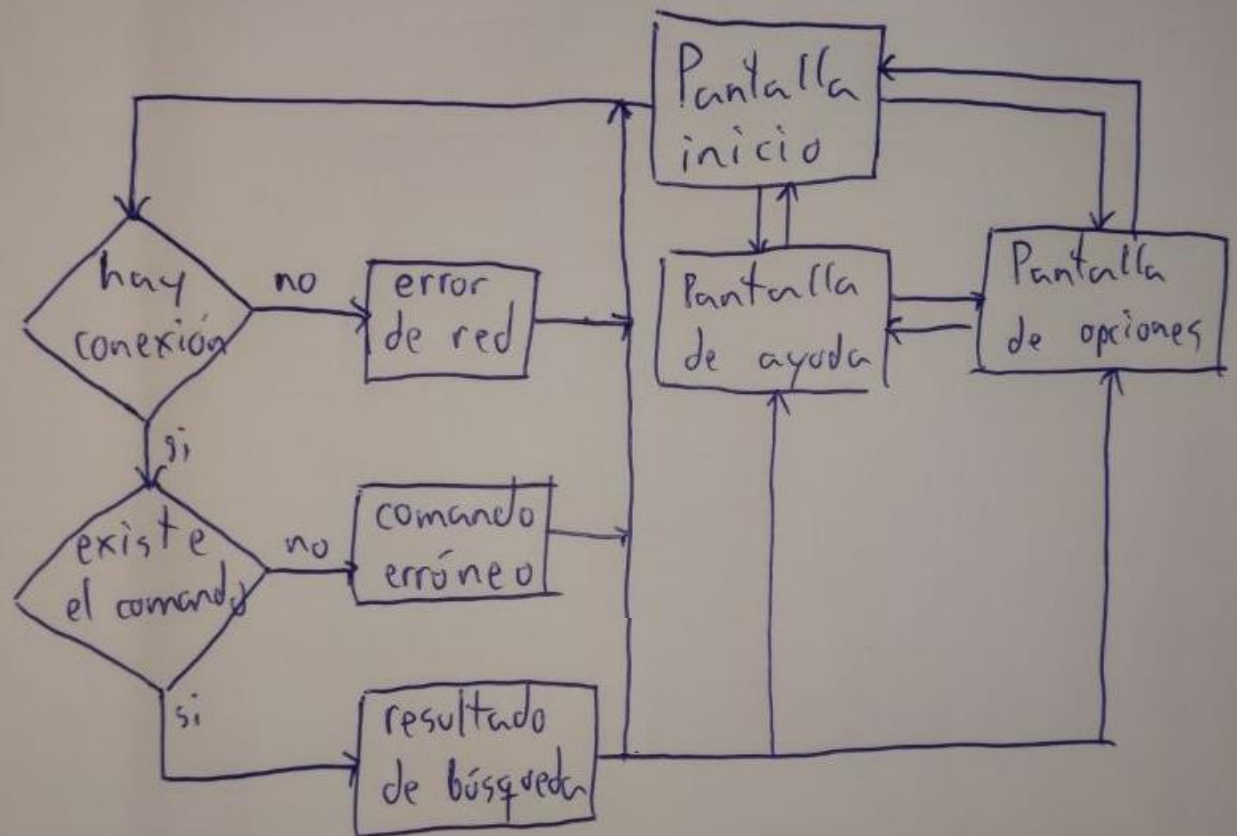 Pantalla
inicio
hay
conexión
no
error
de red
Pantalla
de ayuda
Pantalla
de opciones
si
existe
el comando
no
comando
erróneo
si
resultado
de búsqueda